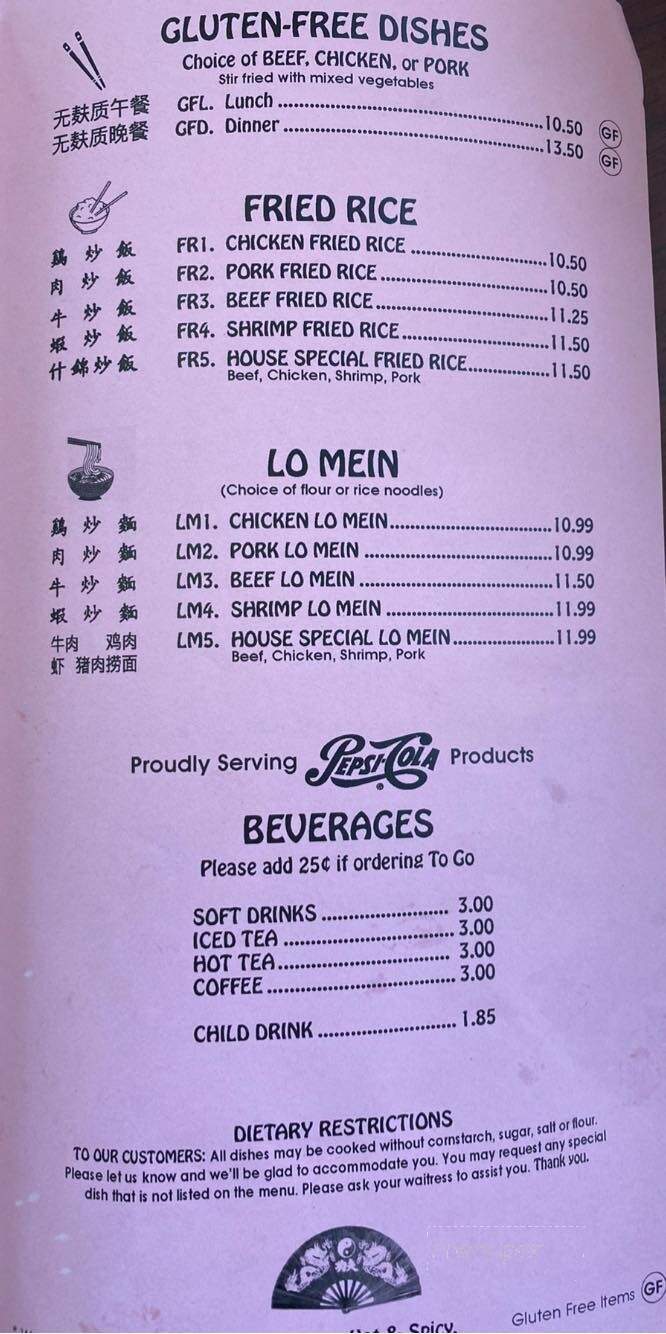 GLUTEN-FREE DISHES
Choice of BEEF, CHICKEN, or PORK
Stir fried with mixed vegetables
无麸质午餐 GFL. Lunch ..... 10.50 GF
无麸质晚餐 GFD. Dinner ..... 13.50 GF
FRIED RICE
鷄 炒 飯 FR1. CHICKEN FRIED RICE ..... 10.50
肉 炒 飯 FR2. PORK FRIED RICE ..... 10.50
牛 炒 飯 FR3. BEEF FRIED RICE ..... 11.25
蝦 炒 飯 FR4. SHRIMP FRIED RICE ..... 11.50
什錦炒飯 FR5. HOUSE SPECIAL FRIED RICE ..... 11.50
Beef, Chicken, Shrimp, Pork
LO MEIN
(Choice of flour or rice noodles)
鷄 炒 麵 LM1. CHICKEN LO MEIN ..... 10.99
肉 炒 麵 LM2. PORK LO MEIN ..... 10.99
牛 炒 麵 LM3. BEEF LO MEIN ..... 11.50
蝦 炒 麵 LM4. SHRIMP LO MEIN ..... 11.99
牛肉 鸡肉 LM5. HOUSE SPECIAL LO MEIN ..... 11.99
虾 猪肉捞面 Beef, Chicken, Shrimp, Pork
Proudly Serving PEPSI-COLA ® Products
BEVERAGES
Please add 25¢ if ordering To Go
SOFT DRINKS ..... 3.00
ICED TEA ..... 3.00
HOT TEA ..... 3.00
COFFEE ..... 3.00
CHILD DRINK ..... 1.85
DIETARY RESTRICTIONS
TO OUR CUSTOMERS: All dishes may be cooked without cornstarch, sugar, salt or flour.
Please let us know and we'll be glad to accommodate you. You may request any special
dish that is not listed on the menu. Please ask your waitress to assist you. Thank you.
Gluten Free Items GF
Hot & Spicy.